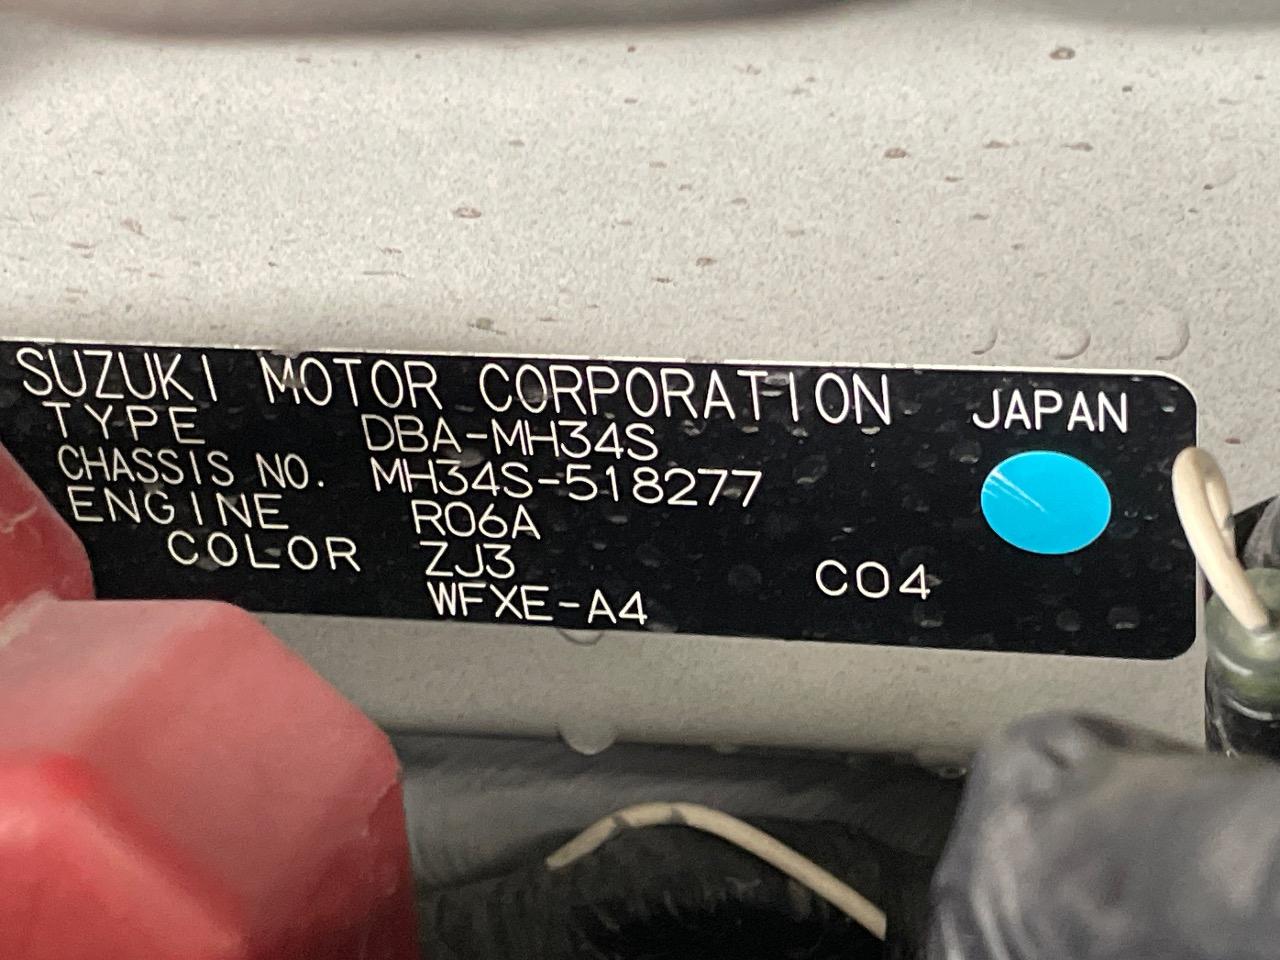 SUZUKI MOTOR CORPORATION JAPAN
TYPE DBA-MH34S
CHASSIS NO. MH34S-518277
ENGINE R06A
COLOR ZJ3 C04
WFXE-A4